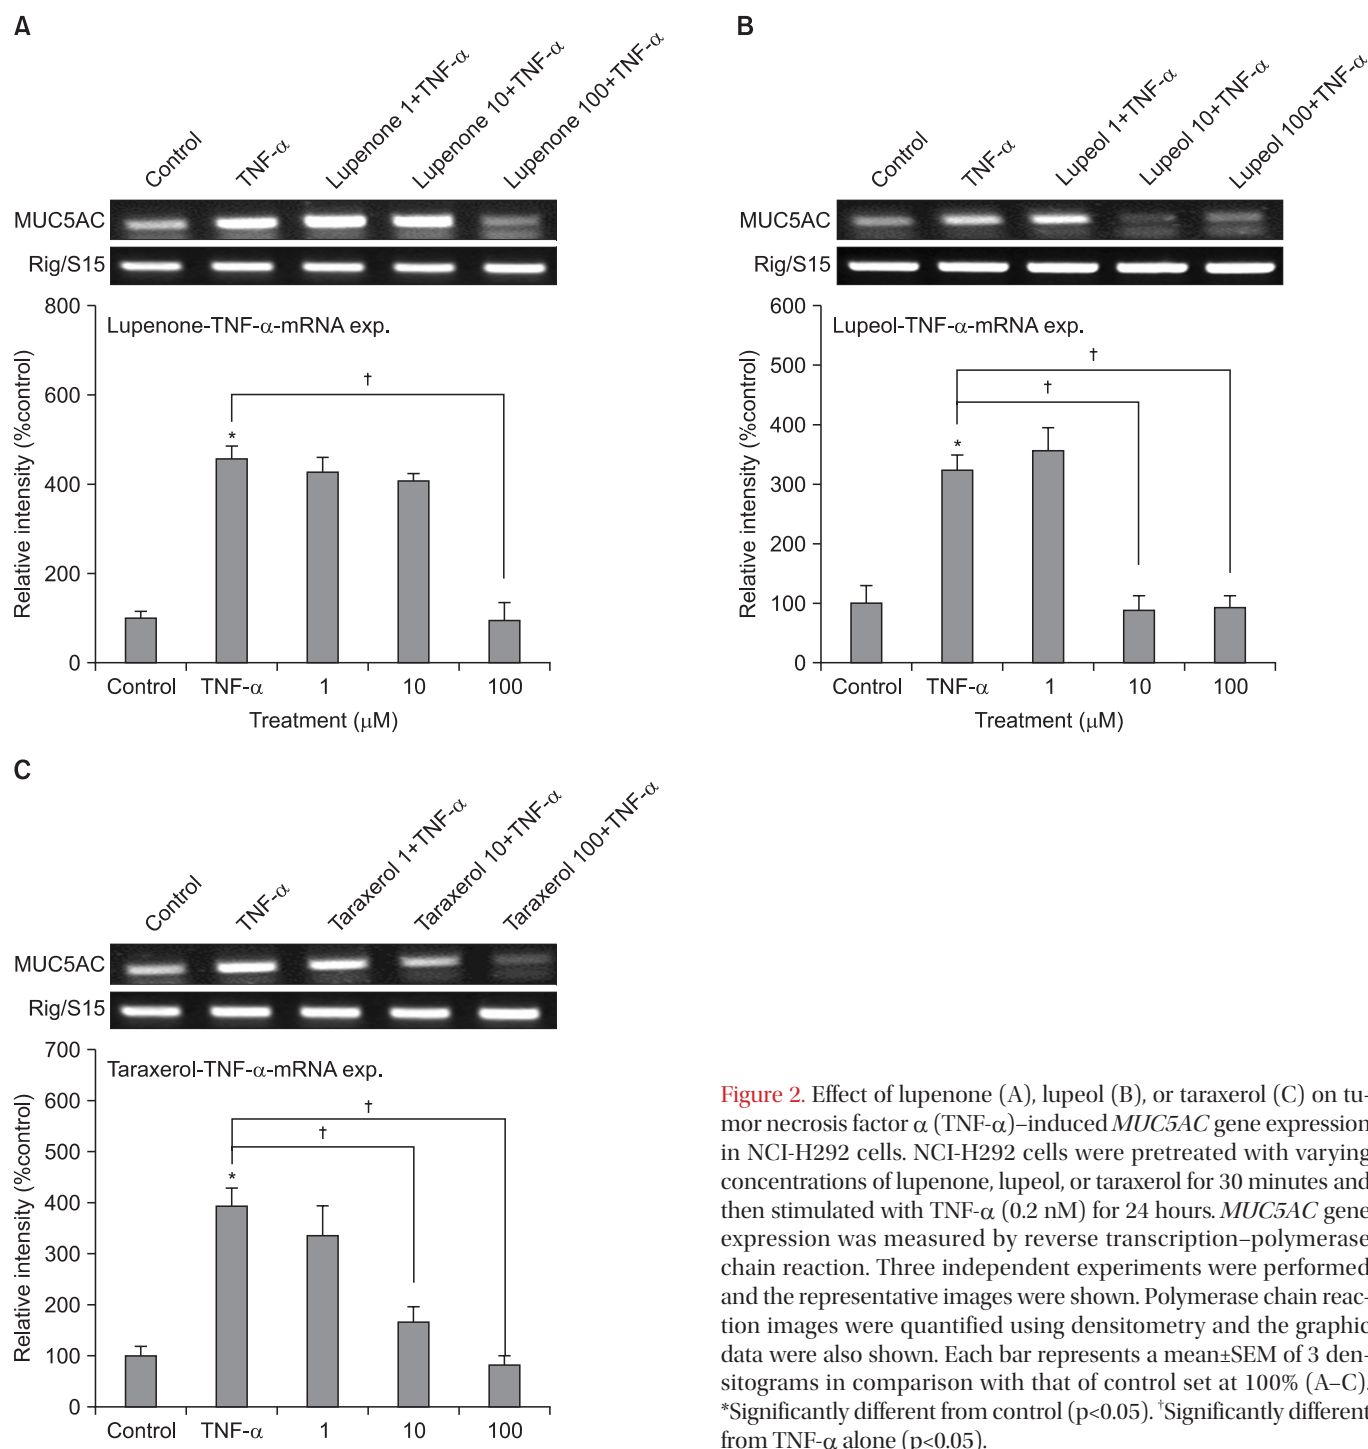 A
Control
TNF-α
Lupenone 1+TNF-α
Lupenone 10+TNF-α
Lupenone 100+TNF-α
MUC5AC
Rig/S15
800
600
400
200
0
Relative intensity (%control)
Lupenone-TNF-α-mRNA exp.
*
†
Control TNF-α 1 10 100
Treatment (μM)
B
Control
TNF-α
Lupeol 1+TNF-α
Lupeol 10+TNF-α
Lupeol 100+TNF-α
MUC5AC
Rig/S15
600
500
400
300
200
100
0
Relative intensity (%control)
Lupeol-TNF-α-mRNA exp.
*
†
†
Control TNF-α 1 10 100
Treatment (μM)
C
Control
TNF-α
Taraxerol 1+TNF-α
Taraxerol 10+TNF-α
Taraxerol 100+TNF-α
MUC5AC
Rig/S15
700
600
500
400
300
200
100
0
Relative intensity (%control)
Taraxerol-TNF-α-mRNA exp.
*
†
†
Control TNF-α 1 10 100
Figure 2. Effect of lupenone (A), lupeol (B), or taraxerol (C) on tu-
mor necrosis factor α (TNF-α)–induced MUC5AC gene expression
in NCI-H292 cells. NCI-H292 cells were pretreated with varying
concentrations of lupenone, lupeol, or taraxerol for 30 minutes and
then stimulated with TNF-α (0.2 nM) for 24 hours. MUC5AC gene
expression was measured by reverse transcription–polymerase
chain reaction. Three independent experiments were performed
and the representative images were shown. Polymerase chain reac-
tion images were quantified using densitometry and the graphic
data were also shown. Each bar represents a mean±SEM of 3 den-
sitograms in comparison with that of control set at 100% (A–C).
*Significantly different from control (p<0.05). †Significantly different
from TNF-α alone (p<0.05).